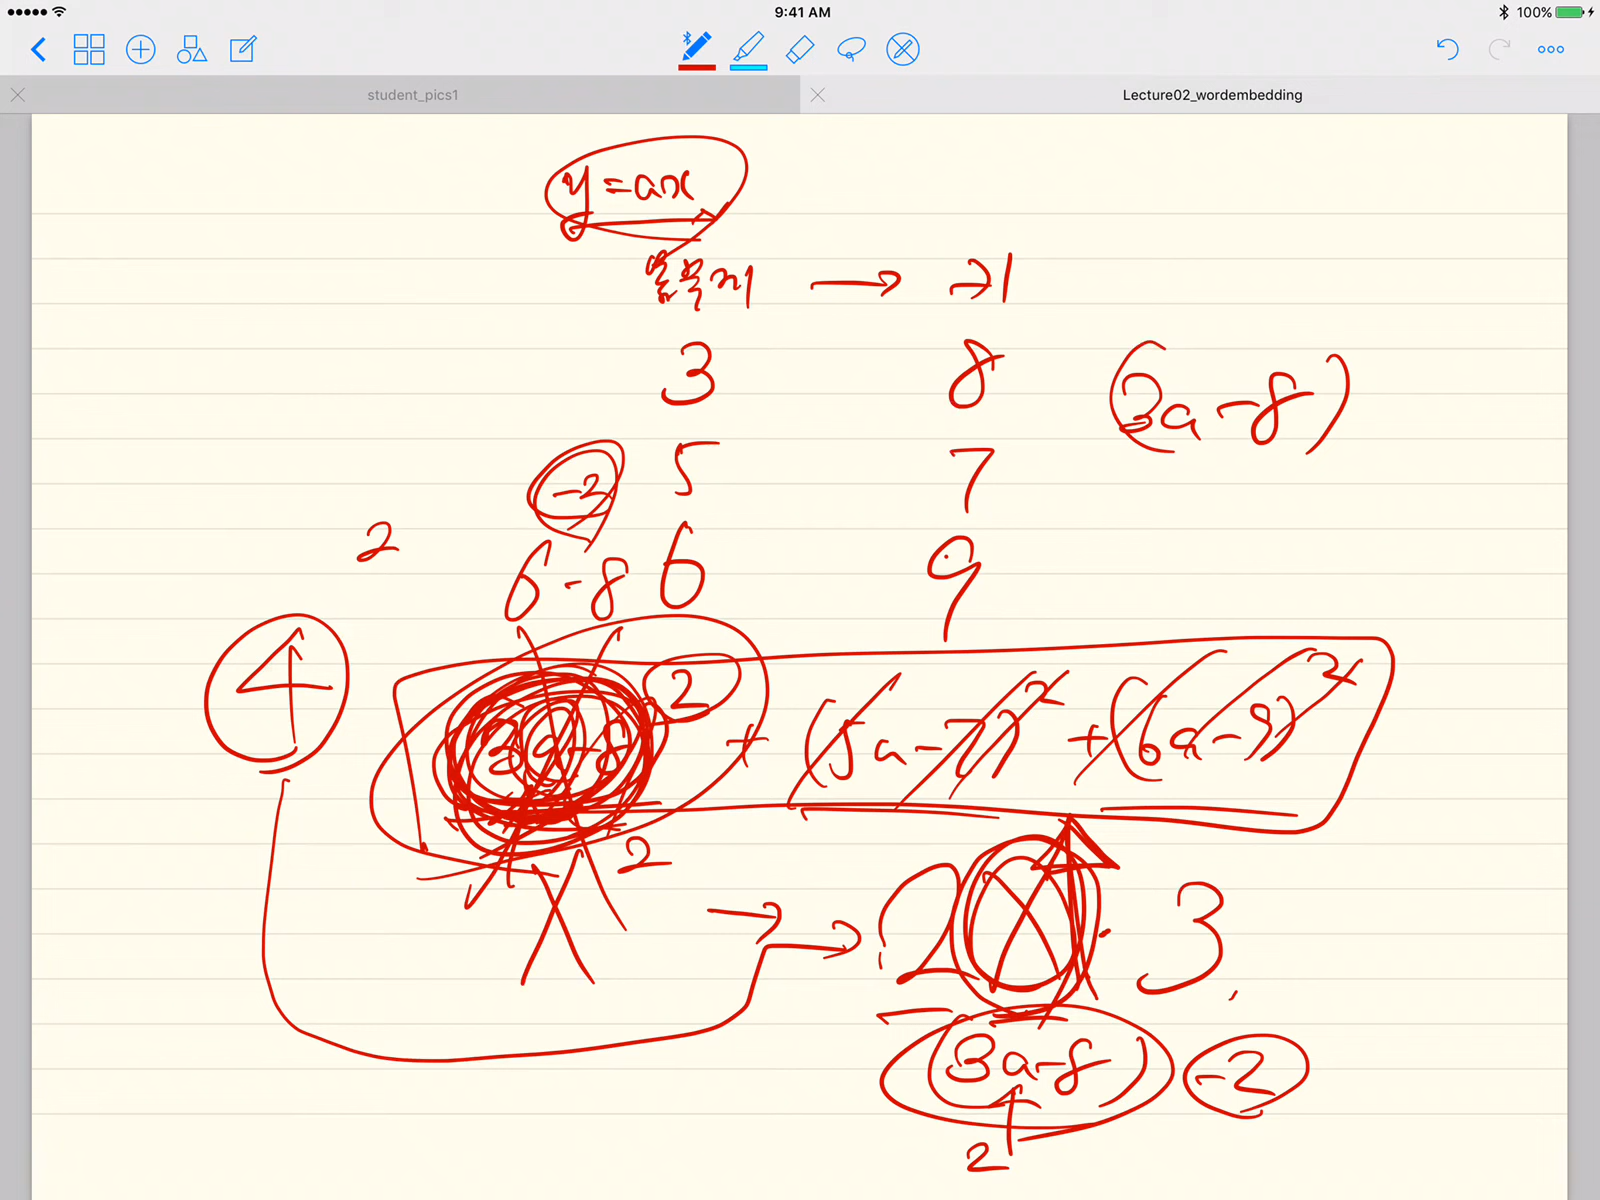 9:41 AM
100%
student_pics1
Lecture02_wordembedding
y=ax
몸무게 → 키
3 8 (3a-8)
5 7
-2
6 9
2
6-8
4
(3a-8)² + (5a-7)² + (6a-9)²
2
X → → 2 X · 3
(3a-8) -2
2